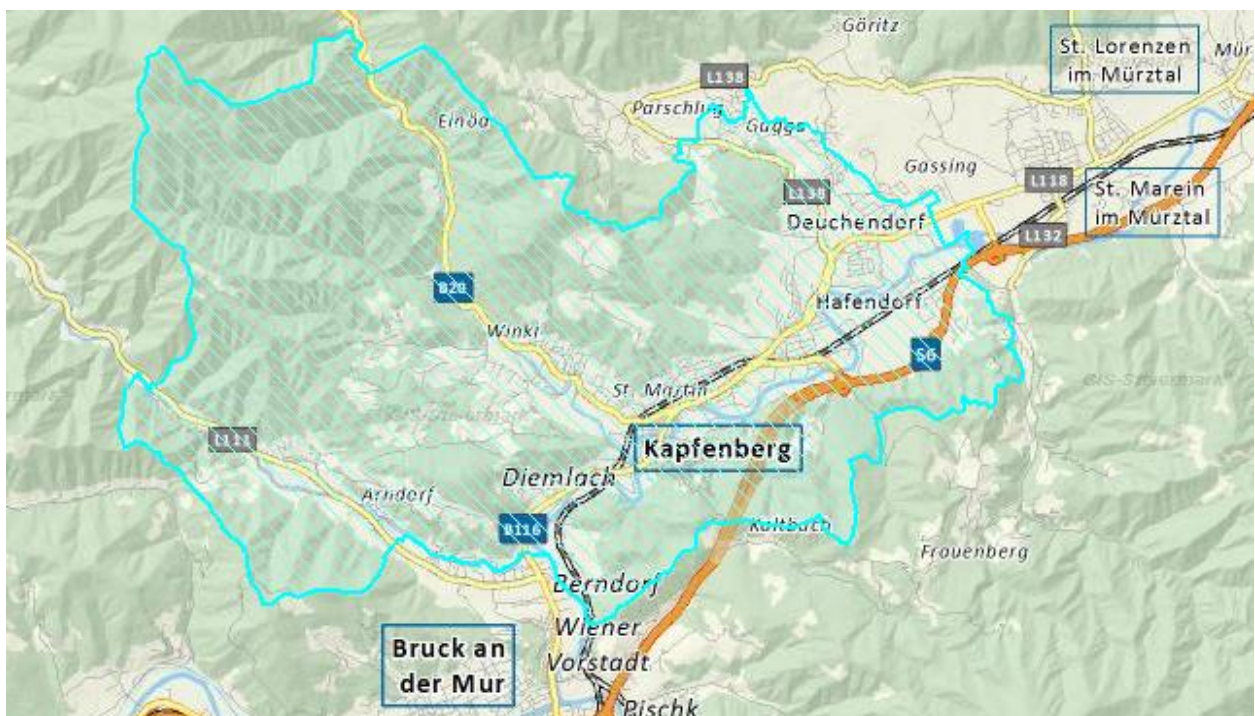 Göritz
St. Lorenzen
im Mürztal
Mür
L138
Parschlug
Einöd
Gassing
L138
L118
St. Marein
im Mürztal
Deuchendorf
L132
B20
Hafendorf
Winkl
S6
St. Martin
L111
Kapfenberg
Diemlach
Arndorf
B116
Kaltbach
Frauenberg
Berndorf
Wiener
Vorstadt
Bruck an
der Mur
Pischk